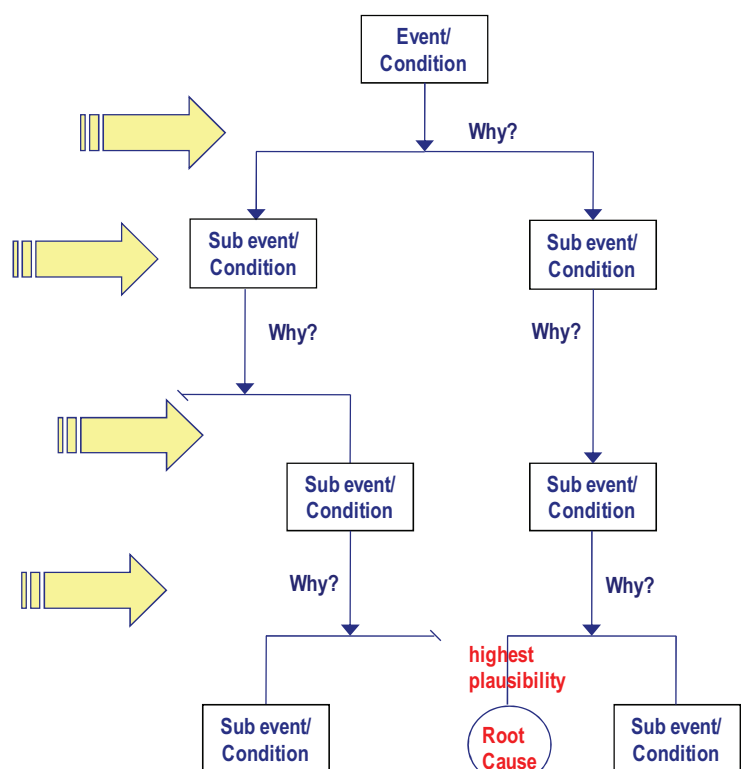 Event/
Condition
Why?
Sub event/
Condition
Sub event/
Condition
Why?
Why?
Sub event/
Condition
Sub event/
Condition
Why?
Why?
highest
plausibility
Sub event/
Condition
Root
Cause
Sub event/
Condition